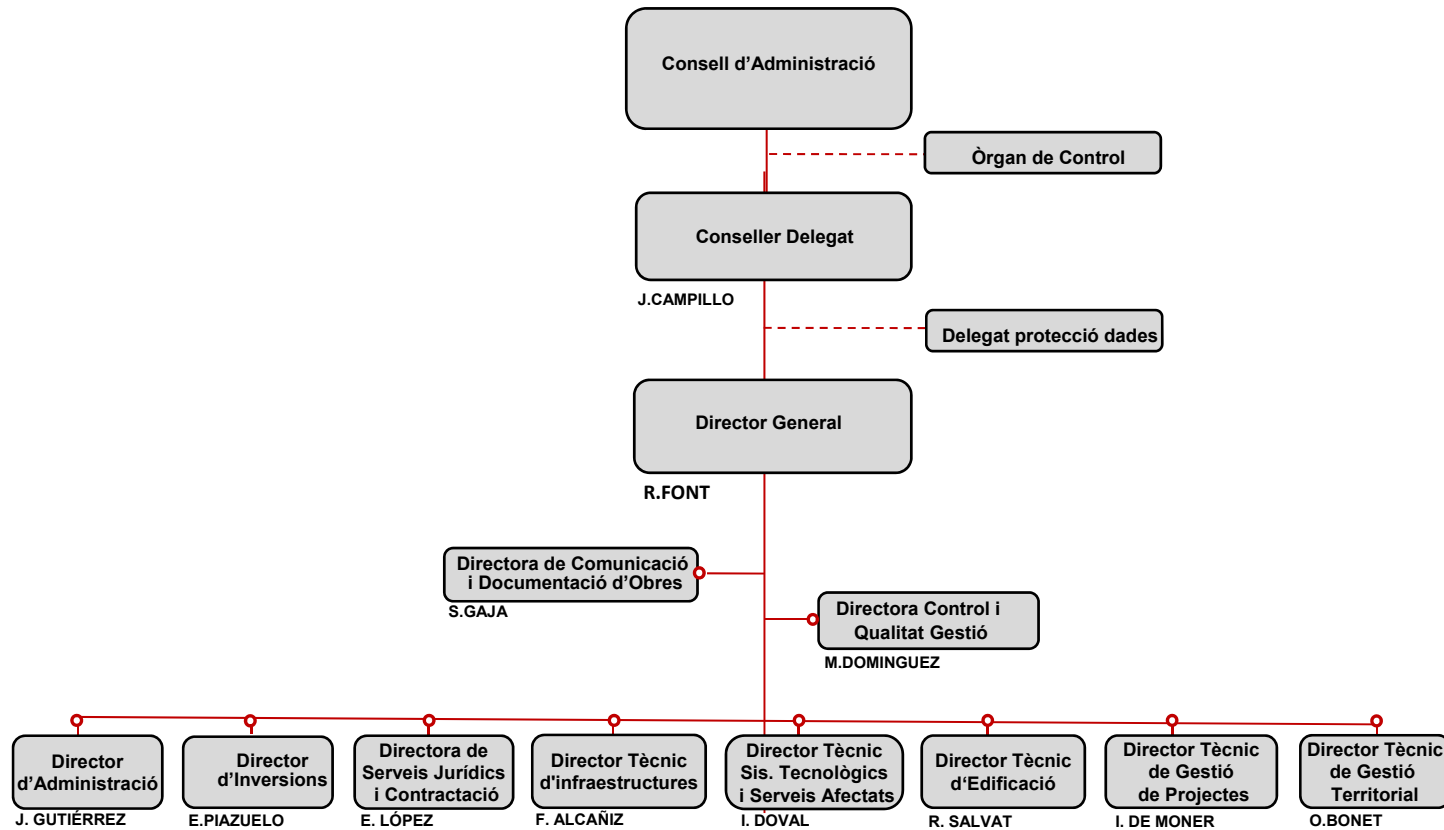 Consell d’Administració
Òrgan de Control
Conseller Delegat
J.CAMPILLO
Delegat protecció dades
Director General
R.FONT
Directora de Comunicació
i Documentació d’Obres
S.GAJA
Directora Control i
Qualitat Gestió
M.DOMINGUEZ
Director
d’Administració
J. GUTIÉRREZ
Director
d’Inversions
E.PIAZUELO
Directora de
Serveis Jurídics
i Contractació
E. LÓPEZ
Director Tècnic
d'infraestructures
F. ALCAÑIZ
Director Tècnic
Sis. Tecnològics
i Serveis Afectats
I. DOVAL
Director Tècnic
d‘Edificació
R. SALVAT
Director Tècnic
de Gestió
de Projectes
I. DE MONER
Director Tècnic
de Gestió
Territorial
O.BONET